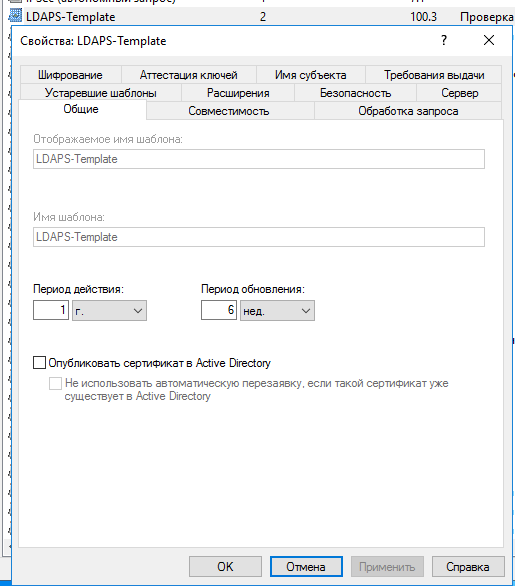 IPSec (автономный запрос)
LDAPS-Template 2 100.3 Проверка
Свойства: LDAPS-Template ? ×
Шифрование Аттестация ключей Имя субъекта Требования выдачи
Устаревшие шаблоны Расширения Безопасность Сервер
Общие Совместимость Обработка запроса
Отображаемое имя шаблона:
LDAPS-Template
Имя шаблона:
LDAPS-Template
Период действия: Период обновления:
1 г. 6 нед.
Опубликовать сертификат в Active Directory
Не использовать автоматическую перезаявку, если такой сертификат уже
существует в Active Directory
OK Отмена Применить Справка